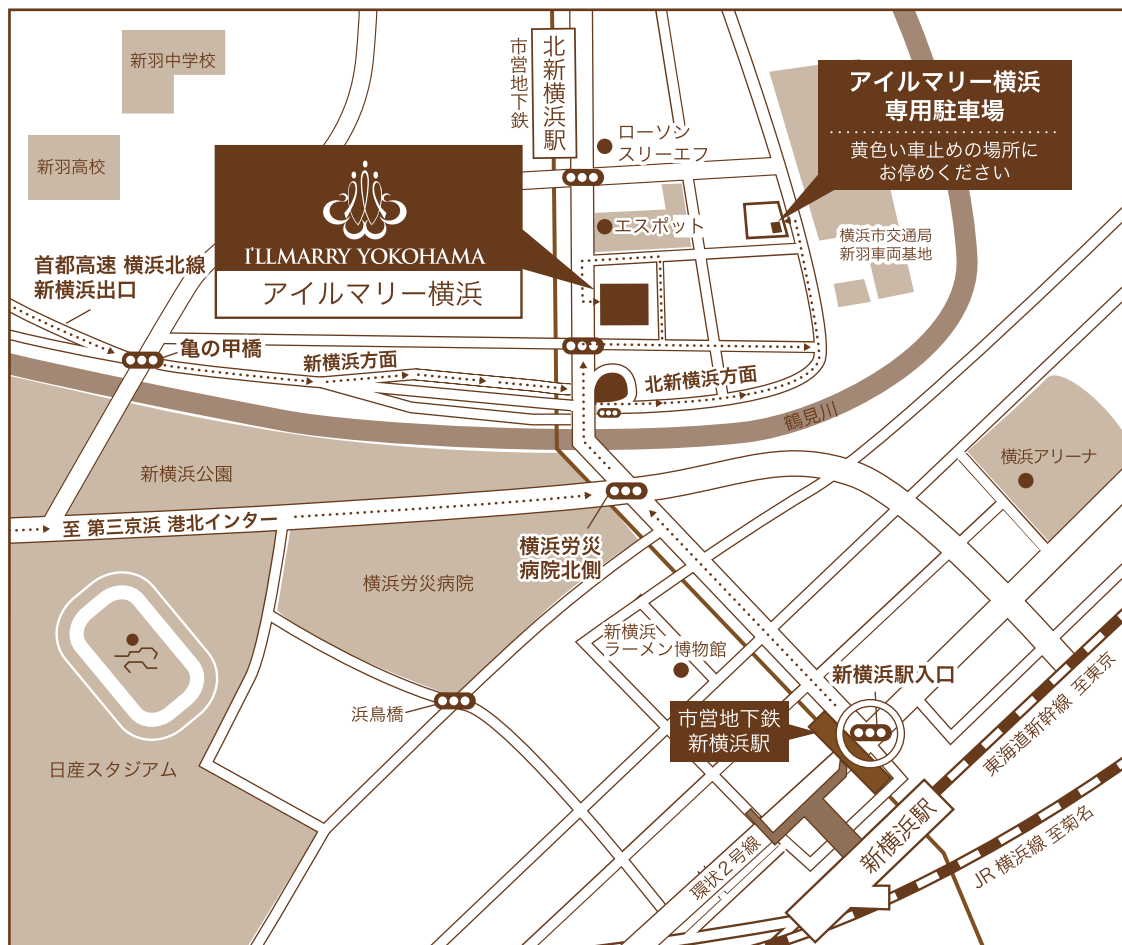 新羽中学校
新羽高校
市営地下鉄
北新横浜駅
ローソン
スリーエフ
エスポット
アイルマリー横浜
専用駐車場
黄色い車止めの場所に
お停めください
横浜市交通局
新羽車両基地
I'LLMARRY YOKOHAMA
アイルマリー横浜
首都高速 横浜北線
新横浜出口
亀の甲橋
新横浜方面
北新横浜方面
鶴見川
新横浜公園
横浜アリーナ
至 第三京浜 港北インター
横浜労災
病院北側
横浜労災病院
新横浜
ラーメン博物館
新横浜駅入口
浜鳥橋
市営地下鉄
新横浜駅
日産スタジアム
東海道新幹線 至東京
新横浜駅
環状2号線
JR 横浜線 至菊名